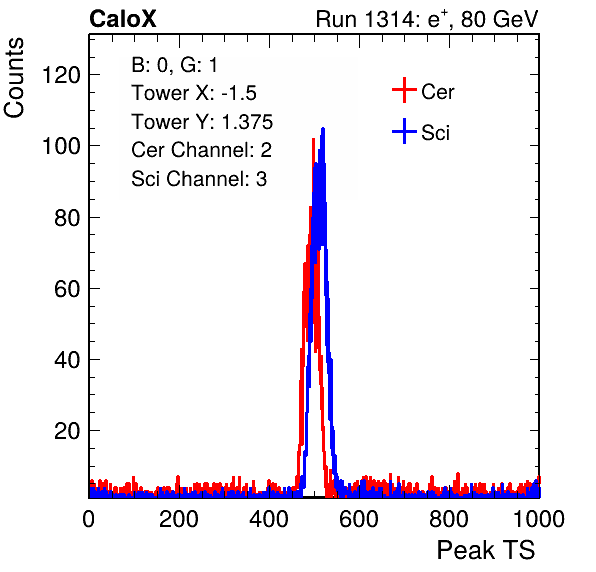 CaloX Run 1314: e⁺, 80 GeV
Counts
B: 0, G: 1
Tower X: -1.5
Tower Y: 1.375
Cer Channel: 2
Sci Channel: 3
Cer
Sci
120
100
80
60
40
20
0 200 400 600 800 1000
Peak TS